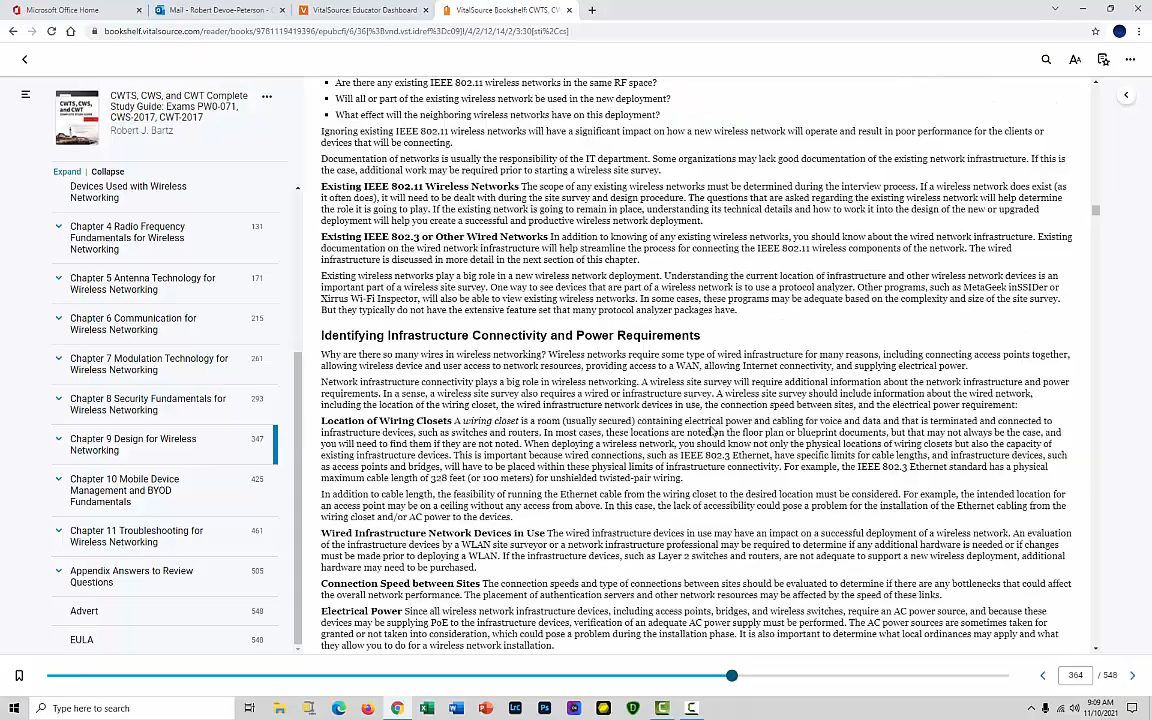 Microsoft Office Home
Mail - Robert Devoe-Peterson -
VitalSource: Educator Dashboard
VitalSource Bookshelf: CWTS, CW
bookshelf.vitalsource.com/reader/books/9781119419396/epubcfi/6/36[%3Bvnd.vst.idref%3Dc09]!/4/2/12/14/2/3:30[sti%2Ccs]
CWTS, CWS, and CWT Complete
Study Guide: Exams PW0-071,
CWS-2017, CWT-2017
Robert J. Bartz
Expand | Collapse
Devices Used with Wireless
Networking
Chapter 4 Radio Frequency
Fundamentals for Wireless
Networking
131
Chapter 5 Antenna Technology for
Wireless Networking
171
Chapter 6 Communication for
Wireless Networking
215
Chapter 7 Modulation Technology for
Wireless Networking
261
Chapter 8 Security Fundamentals for
Wireless Networking
293
Chapter 9 Design for Wireless
Networking
347
Chapter 10 Mobile Device
Management and BYOD
Fundamentals
425
Chapter 11 Troubleshooting for
Wireless Networking
461
Appendix Answers to Review
Questions
505
Advert
548
EULA
548
• Are there any existing IEEE 802.11 wireless networks in the same RF space?
• Will all or part of the existing wireless network be used in the new deployment?
• What effect will the neighboring wireless networks have on this deployment?
Ignoring existing IEEE 802.11 wireless networks will have a significant impact on how a new wireless network will operate and result in poor performance for the clients or
devices that will be connecting.
Documentation of networks is usually the responsibility of the IT department. Some organizations may lack good documentation of the existing network infrastructure. If this is
the case, additional work may be required prior to starting a wireless site survey.
Existing IEEE 802.11 Wireless Networks The scope of any existing wireless networks must be determined during the interview process. If a wireless network does exist (as
it often does), it will need to be dealt with during the site survey and design procedure. The questions that are asked regarding the existing wireless network will help determine
the role it is going to play. If the existing network is going to remain in place, understanding its technical details and how to work it into the design of the new or upgraded
deployment will help you create a successful and productive wireless network deployment.
Existing IEEE 802.3 or Other Wired Networks In addition to knowing of any existing wireless networks, you should know about the wired network infrastructure. Existing
documentation on the wired network infrastructure will help streamline the process for connecting the IEEE 802.11 wireless components of the network. The wired
infrastructure is discussed in more detail in the next section of this chapter.
Existing wireless networks play a big role in a new wireless network deployment. Understanding the current location of infrastructure and other wireless network devices is an
important part of a wireless site survey. One way to see devices that are part of a wireless network is to use a protocol analyzer. Other programs, such as MetaGeek inSSIDer or
Xirrus Wi-Fi Inspector, will also be able to view existing wireless networks. In some cases, these programs may be adequate based on the complexity and size of the site survey.
But they typically do not have the extensive feature set that many protocol analyzer packages have.
Identifying Infrastructure Connectivity and Power Requirements
Why are there so many wires in wireless networking? Wireless networks require some type of wired infrastructure for many reasons, including connecting access points together,
allowing wireless device and user access to network resources, providing access to a WAN, allowing Internet connectivity, and supplying electrical power.
Network infrastructure connectivity plays a big role in wireless networking. A wireless site survey will require additional information about the network infrastructure and power
requirements. In a sense, a wireless site survey also requires a wired or infrastructure survey. A wireless site survey should include information about the wired network,
including the location of the wiring closet, the wired infrastructure network devices in use, the connection speed between sites, and the electrical power requirement:
Location of Wiring Closets A wiring closet is a room (usually secured) containing electrical power and cabling for voice and data and that is terminated and connected to
infrastructure devices, such as switches and routers. In most cases, these locations are noted on the floor plan or blueprint documents, but that may not always be the case, and
you will need to find them if they are not noted. When deploying a wireless network, you should know not only the physical locations of wiring closets but also the capacity of
existing infrastructure devices. This is important because wired connections, such as IEEE 802.3 Ethernet, have specific limits for cable lengths, and infrastructure devices, such
as access points and bridges, will have to be placed within these physical limits of infrastructure connectivity. For example, the IEEE 802.3 Ethernet standard has a physical
maximum cable length of 328 feet (or 100 meters) for unshielded twisted-pair wiring.
In addition to cable length, the feasibility of running the Ethernet cable from the wiring closet to the desired location must be considered. For example, the intended location for
an access point may be on a ceiling without any access from above. In this case, the lack of accessibility could pose a problem for the installation of the Ethernet cabling from the
wiring closet and/or AC power to the devices.
Wired Infrastructure Network Devices in Use The wired infrastructure devices in use may have an impact on a successful deployment of a wireless network. An evaluation
of the infrastructure devices by a WLAN site surveyor or a network infrastructure professional may be required to determine if any additional hardware is needed or if changes
must be made prior to deploying a WLAN. If the infrastructure devices, such as Layer 2 switches and routers, are not adequate to support a new wireless deployment, additional
hardware may need to be purchased.
Connection Speed between Sites The connection speeds and type of connections between sites should be evaluated to determine if there are any bottlenecks that could affect
the overall network performance. The placement of authentication servers and other network resources may be affected by the speed of these links.
Electrical Power Since all wireless network infrastructure devices, including access points, bridges, and wireless switches, require an AC power source, and because these
devices may be supplying PoE to the infrastructure devices, verification of an adequate AC power supply must be performed. The AC power sources are sometimes taken for
granted or not taken into consideration, which could pose a problem during the installation phase. It is also important to determine what local ordinances may apply and what
they allow you to do for a wireless network installation.
364 / 548
Type here to search
9:09 AM
11/10/2021